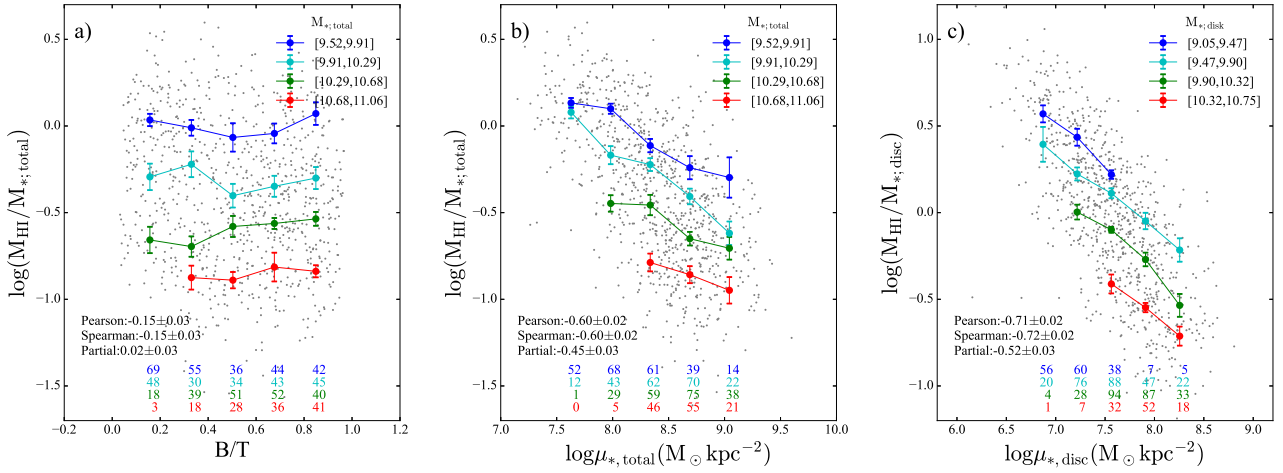 a)
M*;total
[9.52,9.91]
[9.91,10.29]
[10.29,10.68]
[10.68,11.06]
log(M_HI/M*;total)
0.5
0.0
−0.5
−1.0
−1.5
Pearson:-0.15±0.03
Spearman:-0.15±0.03
Partial:0.02±0.03
69 55 36 44 42
48 30 34 43 45
18 39 51 52 40
3 18 28 36 41
−0.2 0.0 0.2 0.4 0.6 0.8 1.0 1.2
B/T
b)
M*;total
[9.52,9.91]
[9.91,10.29]
[10.29,10.68]
[10.68,11.06]
log(M_HI/M*;total)
0.5
0.0
−0.5
−1.0
−1.5
Pearson:-0.60±0.02
Spearman:-0.60±0.02
Partial:-0.45±0.03
52 68 61 39 14
12 43 62 70 22
1 29 59 75 38
0 5 46 55 21
7.0 7.5 8.0 8.5 9.0 9.5
logμ*,total(M⊙kpc⁻²)
c)
M*;disk
[9.05,9.47]
[9.47,9.90]
[9.90,10.32]
[10.32,10.75]
log(M_HI/M*,disc)
1.0
0.5
0.0
−0.5
−1.0
Pearson:-0.71±0.02
Spearman:-0.72±0.02
Partial:-0.52±0.03
56 60 38 7 5
20 76 88 47 22
4 28 94 87 33
1 7 32 52 18
6.0 6.5 7.0 7.5 8.0 8.5 9.0
logμ*,disc(M⊙kpc⁻²)